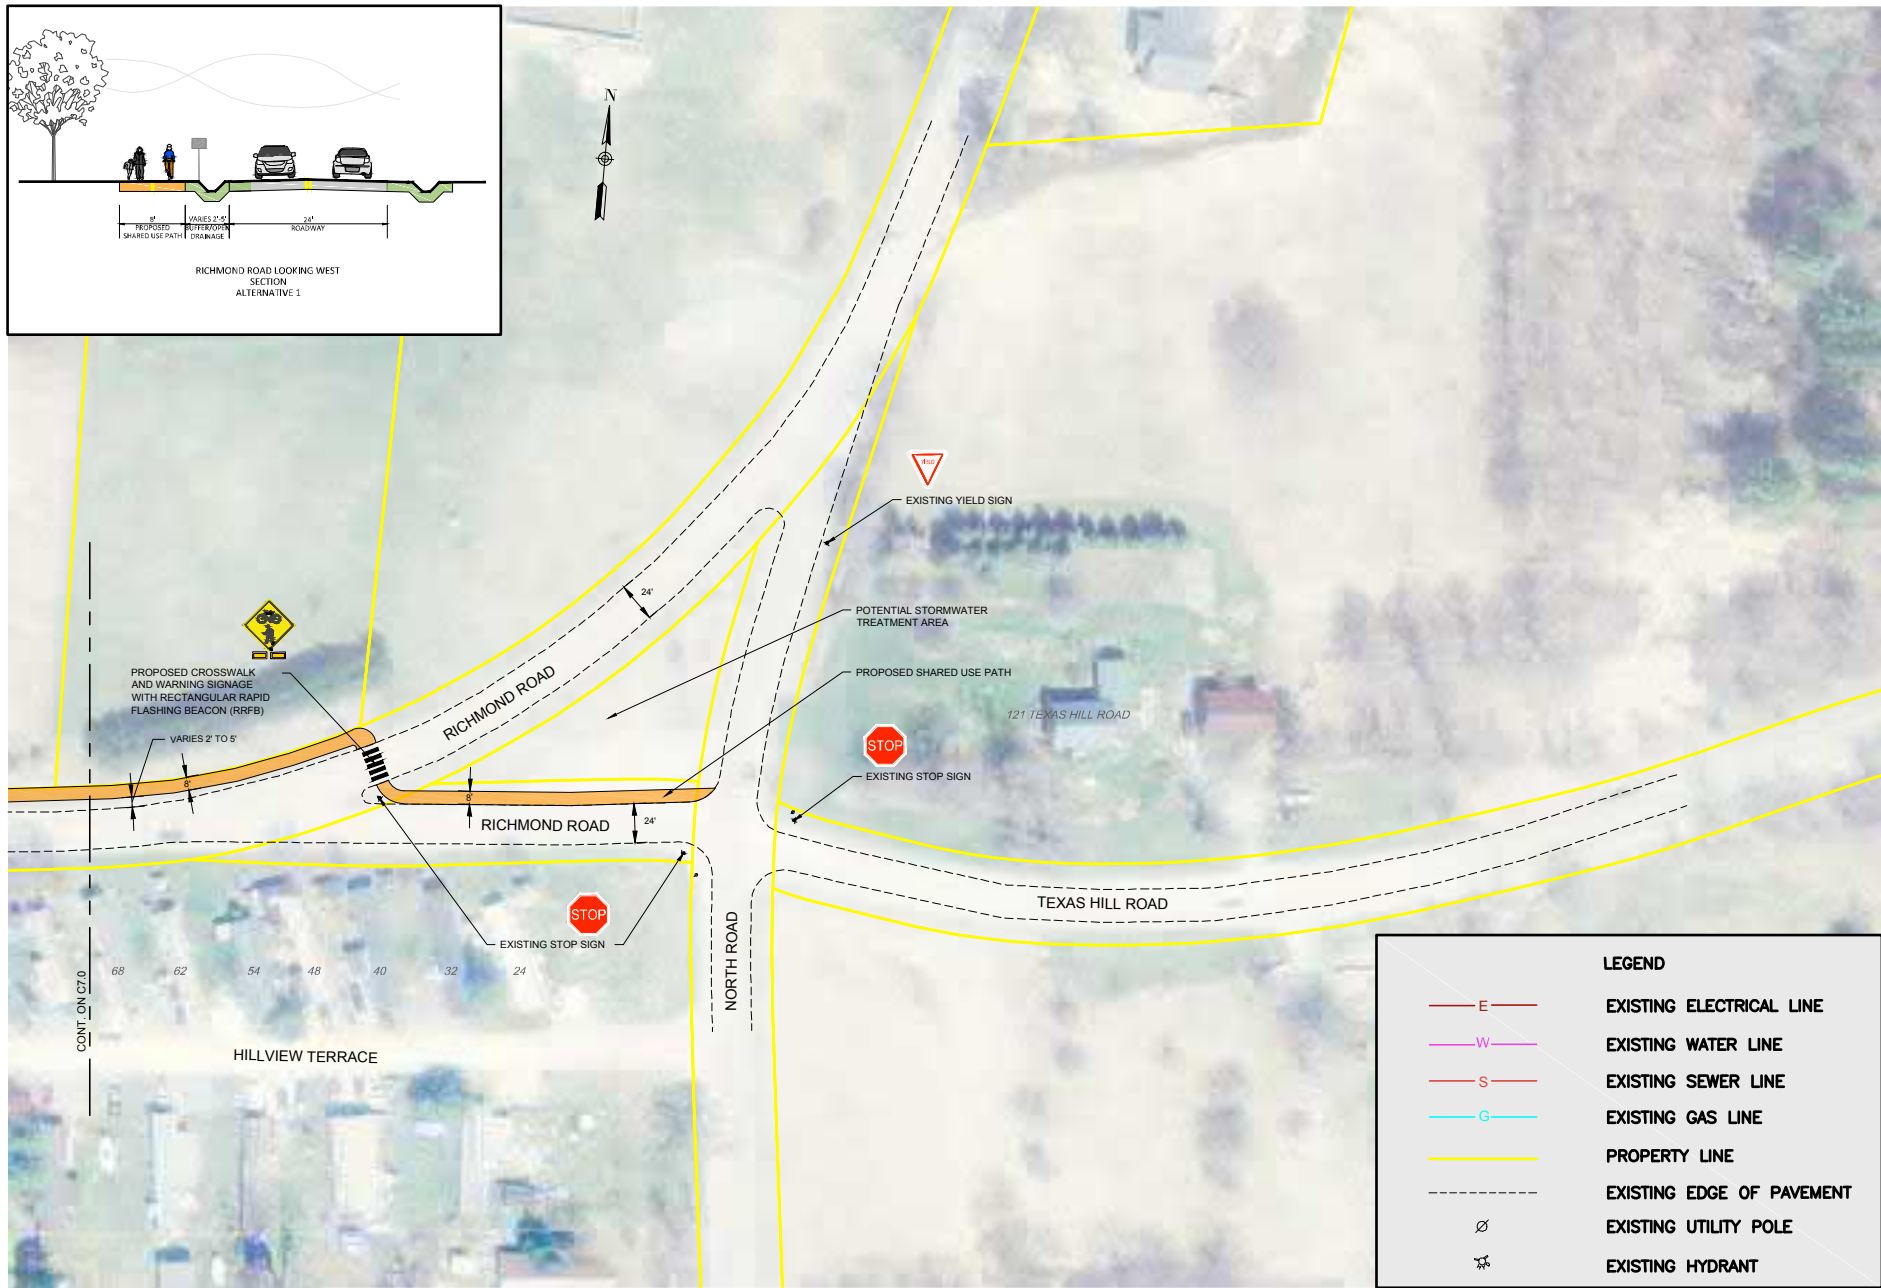 8'
PROPOSED
SHARED USE PATH
VARIES 2'-5'
BUFFER/OPEN
DRAINAGE
24'
ROADWAY
RICHMOND ROAD LOOKING WEST
SECTION
ALTERNATIVE 1
N
YIELD
EXISTING YIELD SIGN
24'
POTENTIAL STORMWATER
TREATMENT AREA
PROPOSED SHARED USE PATH
PROPOSED CROSSWALK
AND WARNING SIGNAGE
WITH RECTANGULAR RAPID
FLASHING BEACON (RRFB)
RICHMOND ROAD
121 TEXAS HILL ROAD
VARIES 2' TO 5'
STOP
EXISTING STOP SIGN
8'
8'
RICHMOND ROAD
24'
TEXAS HILL ROAD
STOP
EXISTING STOP SIGN
NORTH ROAD
68 62 54 48 40 32 24
CONT. ON C7.0
HILLVIEW TERRACE
LEGEND
E EXISTING ELECTRICAL LINE
W EXISTING WATER LINE
S EXISTING SEWER LINE
G EXISTING GAS LINE
PROPERTY LINE
EXISTING EDGE OF PAVEMENT
EXISTING UTILITY POLE
EXISTING HYDRANT